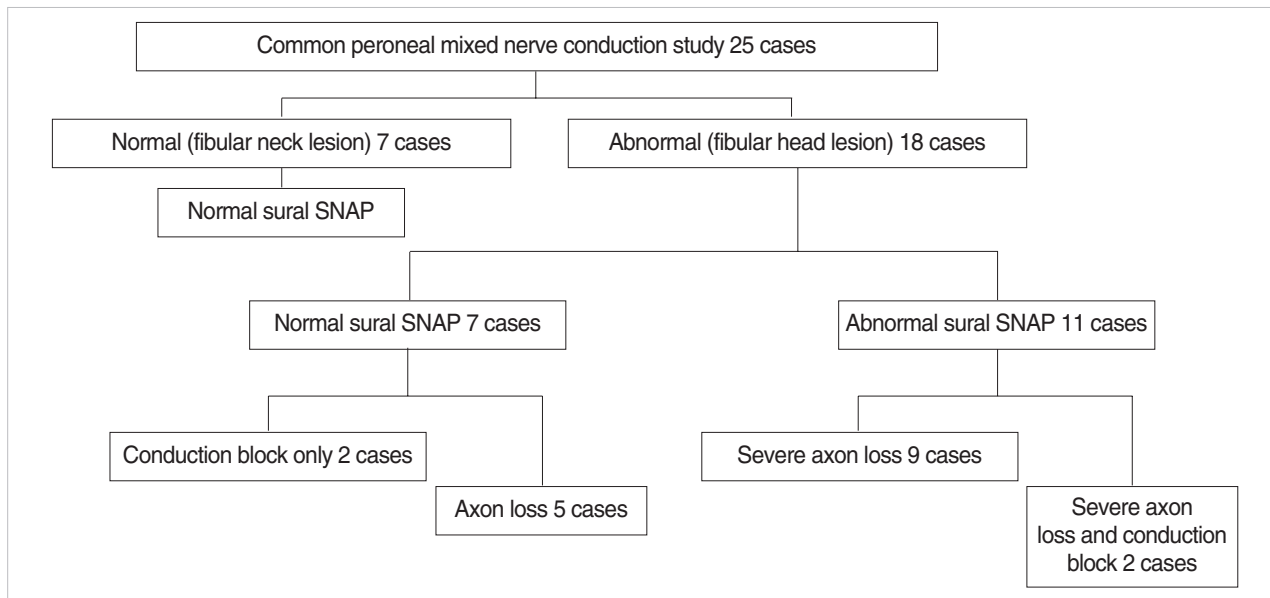 Common peroneal mixed nerve conduction study 25 cases
Normal (fibular neck lesion) 7 cases
Abnormal (fibular head lesion) 18 cases
Normal sural SNAP
Normal sural SNAP 7 cases
Abnormal sural SNAP 11 cases
Conduction block only 2 cases
Severe axon loss 9 cases
Axon loss 5 cases
Severe axon
loss and conduction
block 2 cases